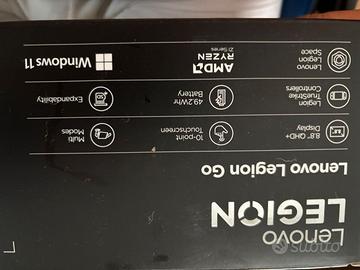 Lenovo
LEGION
Lenovo Legion Go
8.8" QHD+
Display
10-point
Touchscreen
Multi
Modes
Legion
TrueStrike
Controllers
49.2Whr
Battery
Expandability
Lenovo
Legion
Space
AMD
RYZEN
Z1 Series
Windows 11
subito